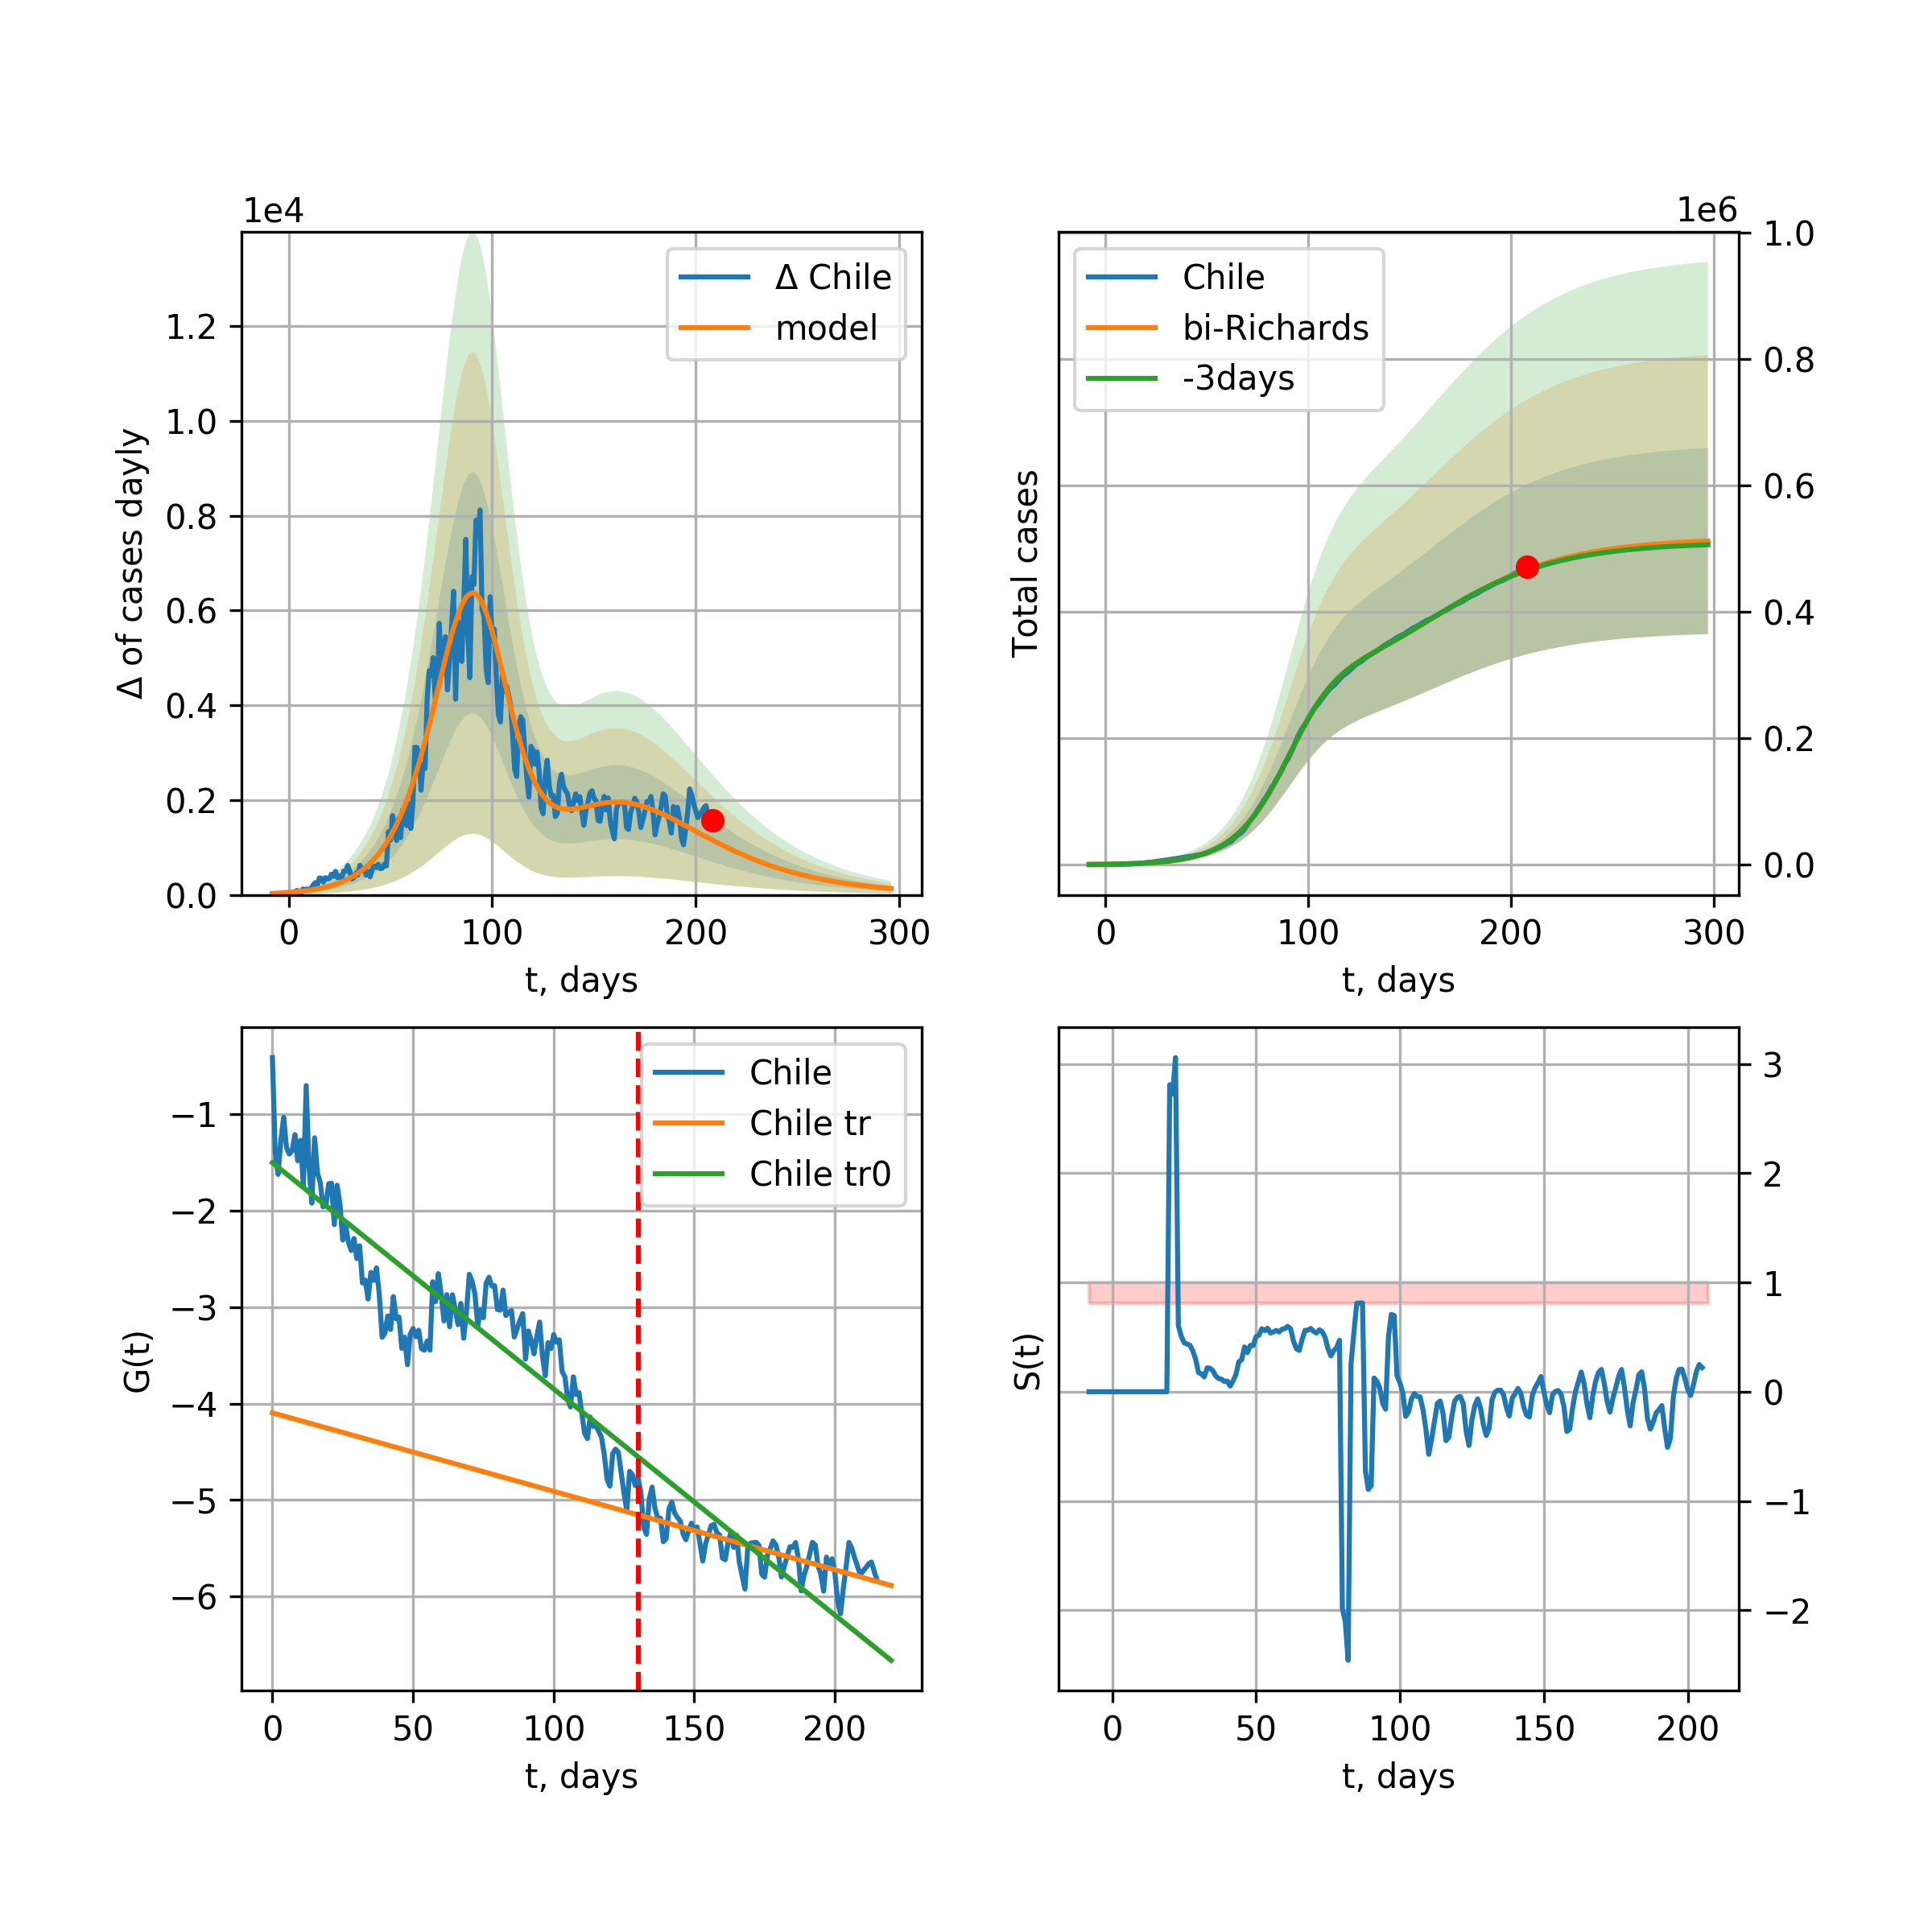 1e4
Δ of cases dayly
1.2
1.0
0.8
0.6
0.4
0.2
0.0
Δ Chile
model
0 100 200 300
t, days
1e6
Total cases
Chile
bi-Richards
-3days
1.0
0.8
0.6
0.4
0.2
0.0
0 100 200 300
t, days
G(t)
−1
−2
−3
−4
−5
−6
Chile
Chile tr
Chile tr0
0 50 100 150 200
t, days
S(t)
3
2
1
0
−1
−2
0 50 100 150 200
t, days